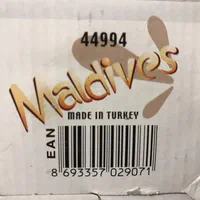 44994
Maldives
MADE IN TURKEY
EAN
8 693357 029071